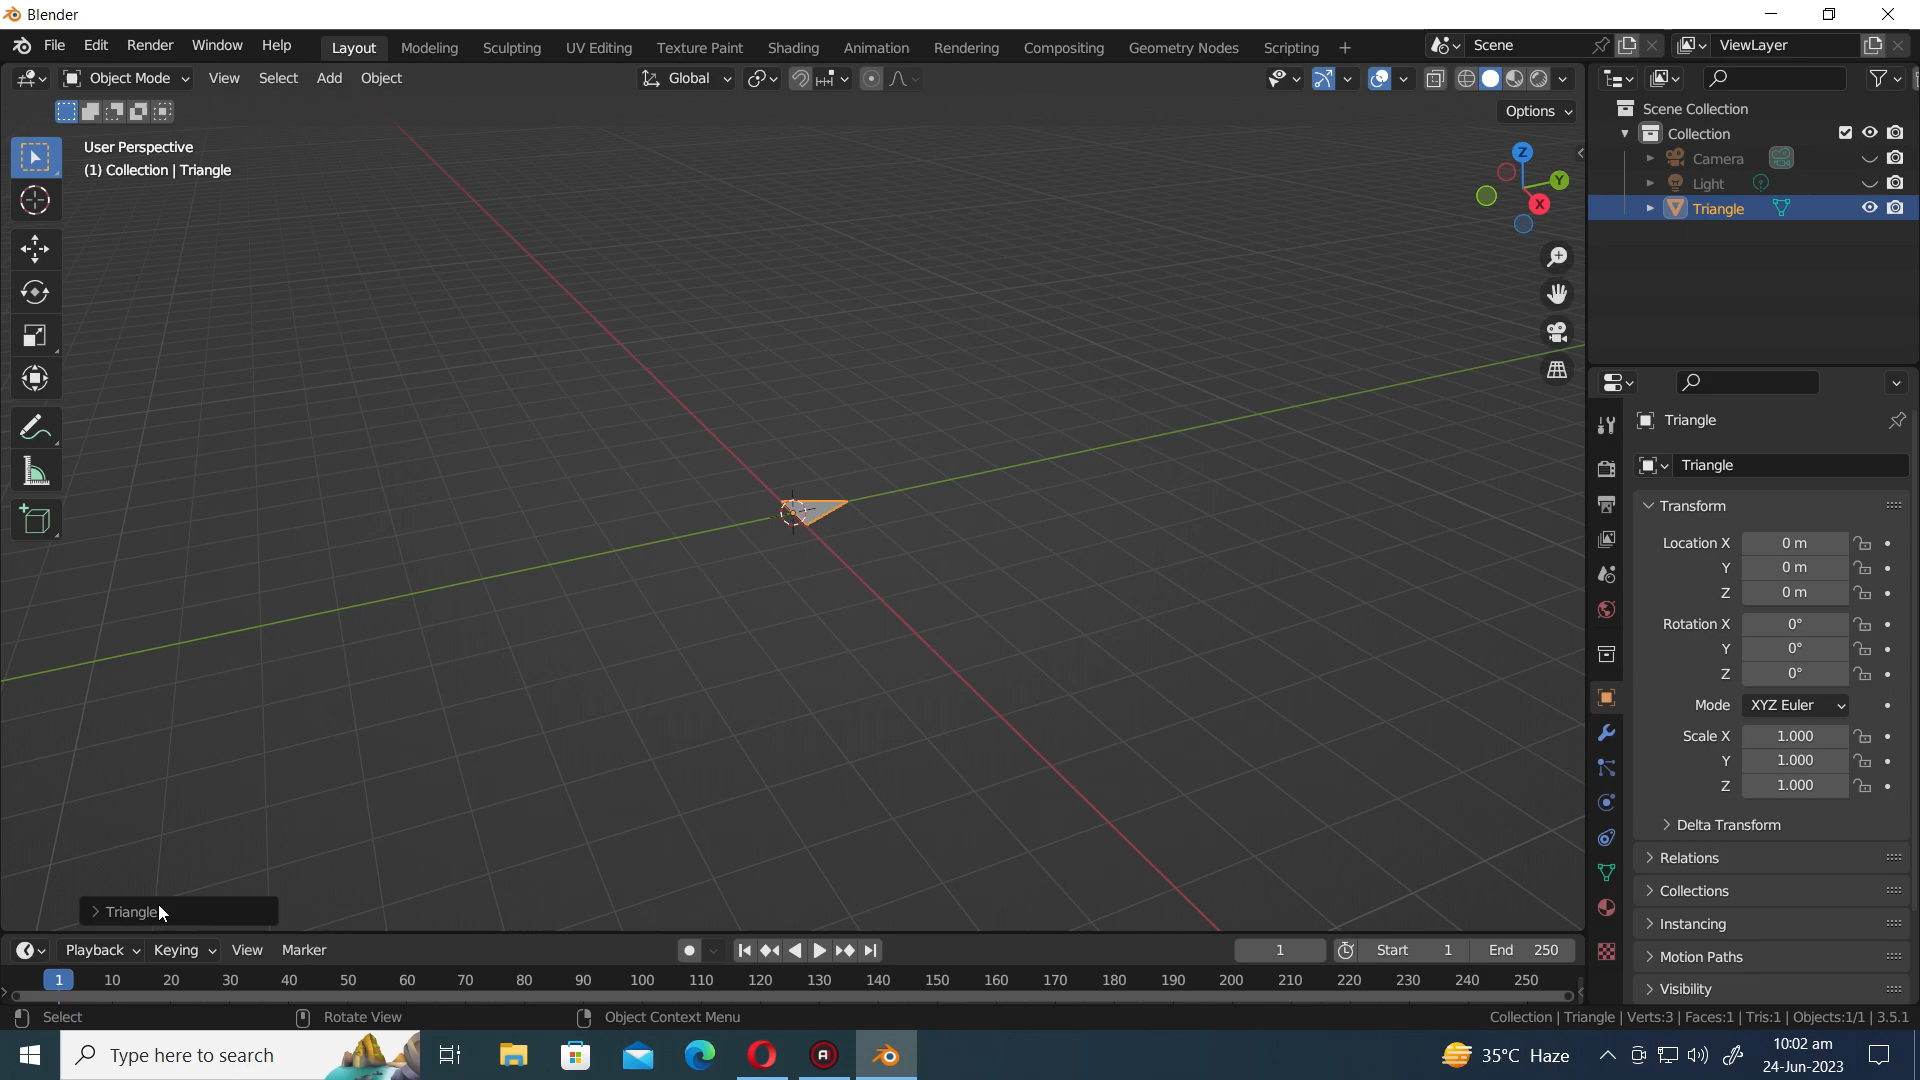 Blender
File Edit Render Window Help Layout Modeling Sculpting UV Editing Texture Paint Shading Animation Rendering Compositing Geometry Nodes Scripting + Scene ViewLayer
Object Mode View Select Add Object Global
Options
User Perspective
(1) Collection | Triangle
Z
Y
X
Scene Collection
Collection
Camera
Light
Triangle
Triangle
Triangle
Transform
Location X 0 m
Y 0 m
Z 0 m
Rotation X 0°
Y 0°
Z 0°
Mode XYZ Euler
Scale X 1.000
Y 1.000
Z 1.000
Delta Transform
Relations
Collections
Instancing
Motion Paths
Visibility
Triangle
Playback Keying View Marker 1 Start 1 End 250
1 10 20 30 40 50 60 70 80 90 100 110 120 130 140 150 160 170 180 190 200 210 220 230 240 250
Select Rotate View Object Context Menu Collection | Triangle | Verts:3 | Faces:1 | Tris:1 | Objects:1/1 | 3.5.1
Type here to search 35°C Haze 10:02 am
24-Jun-2023